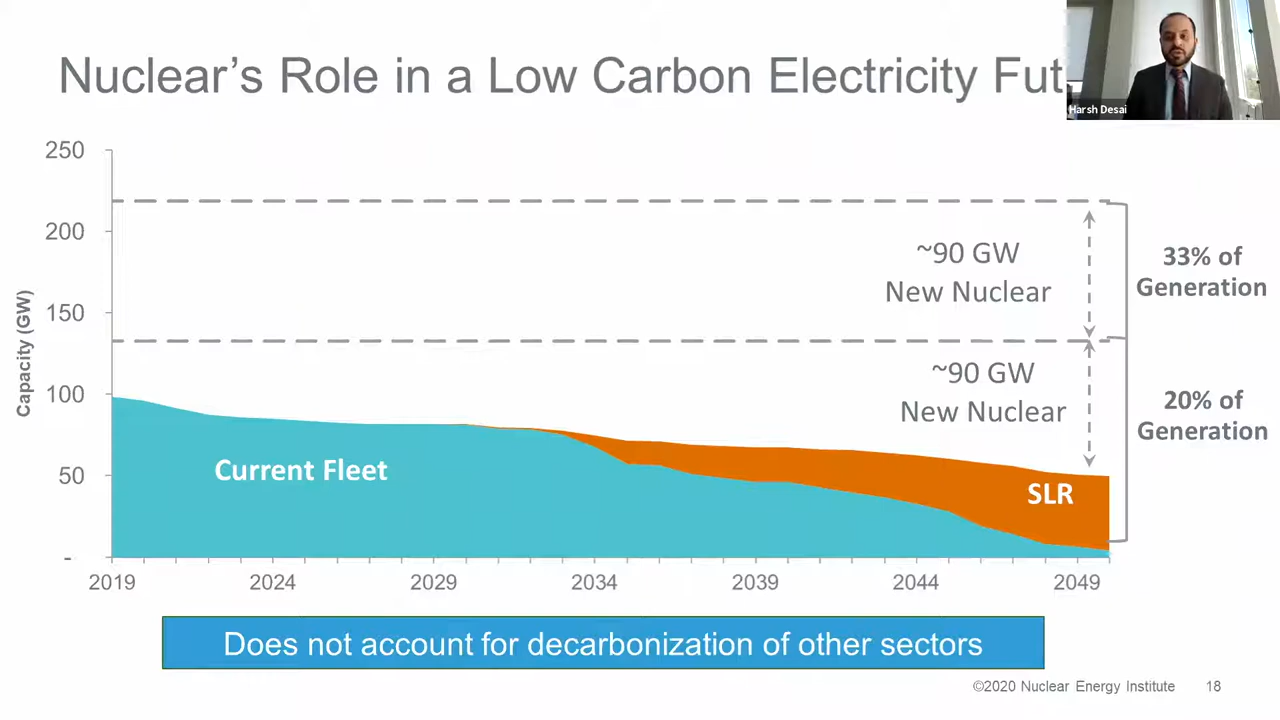 Nuclear's Role in a Low Carbon Electricity Fut
Harsh Desai
250
200
150
100
50
-
Capacity (GW)
~90 GW
New Nuclear
33% of
Generation
~90 GW
New Nuclear
20% of
Generation
Current Fleet
SLR
2019 2024 2029 2034 2039 2044 2049
Does not account for decarbonization of other sectors
©2020 Nuclear Energy Institute 18